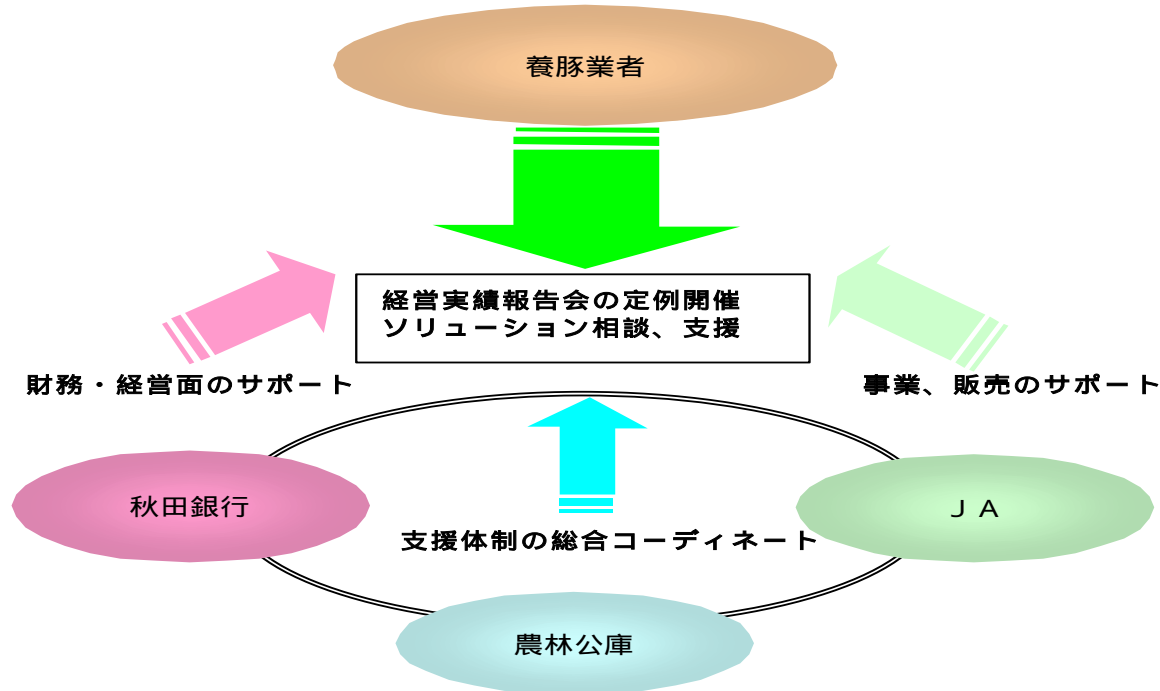 養豚業者
経営実績報告会の定例開催
ソリューション相談、支援
財務・経営面のサポート
事業、販売のサポート
秋田銀行
ＪＡ
支援体制の総合コーディネート
農林公庫